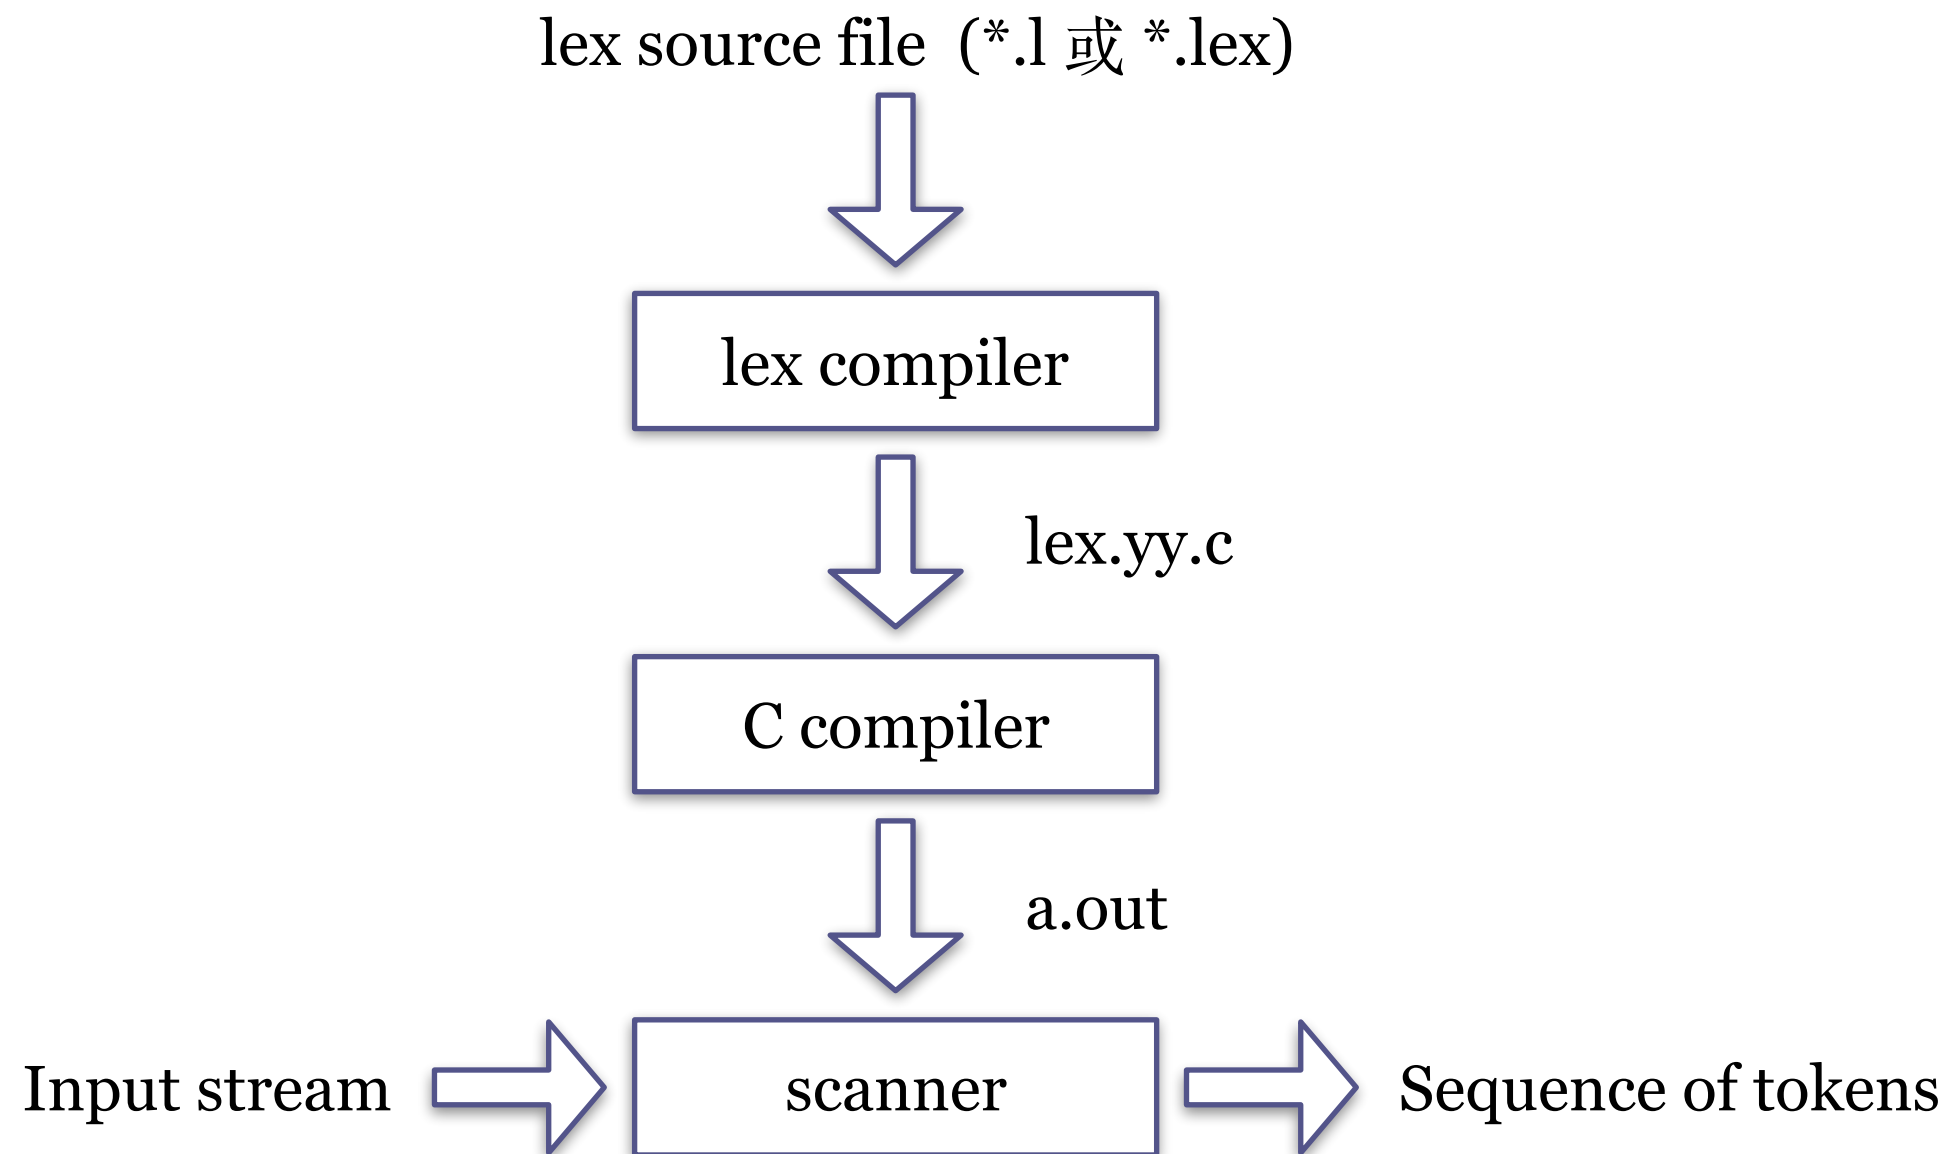 lex source file (*.l 或 *.lex)
lex compiler
lex.yy.c
C compiler
a.out
Input stream
scanner
Sequence of tokens